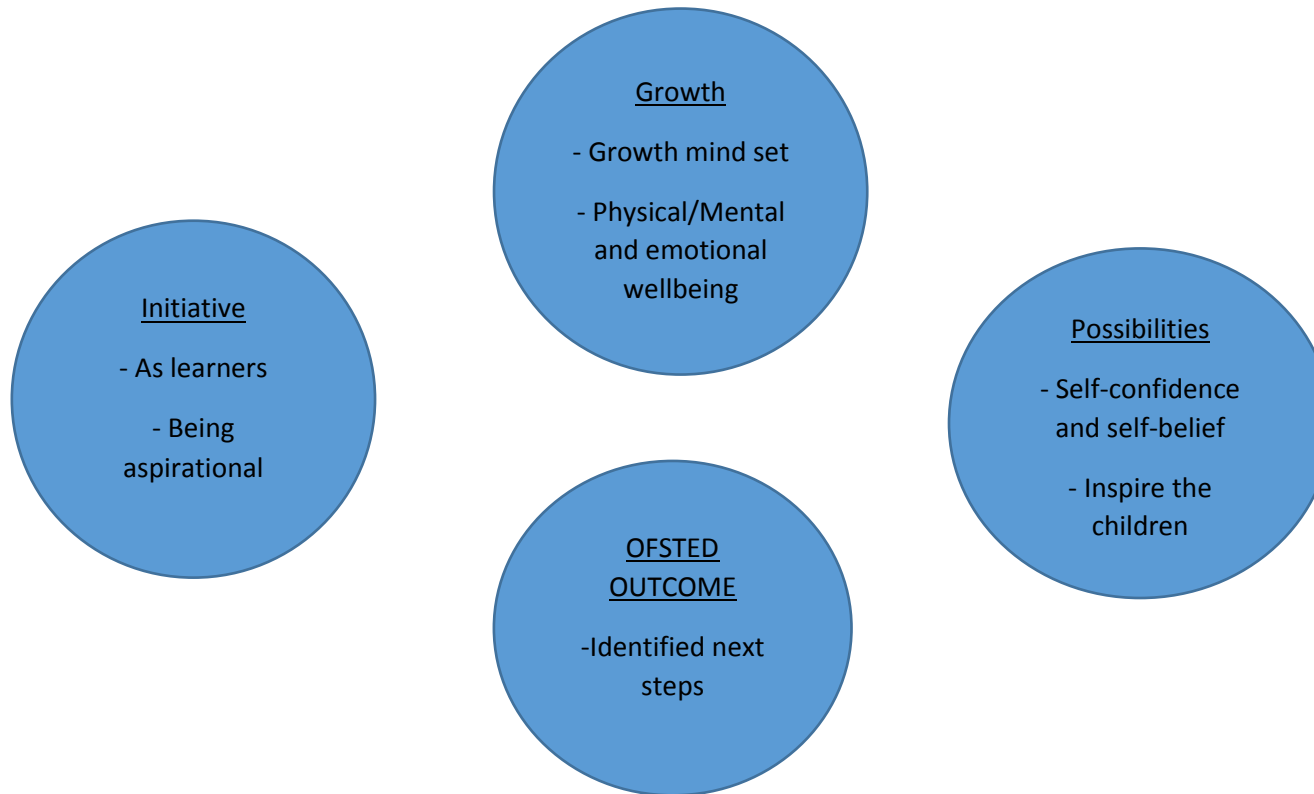 Growth
- Growth mind set
- Physical/Mental
and emotional
wellbeing
Initiative
- As learners
- Being
aspirational
Possibilities
- Self-confidence
and self-belief
- Inspire the
children
OFSTED
OUTCOME
-Identified next
steps